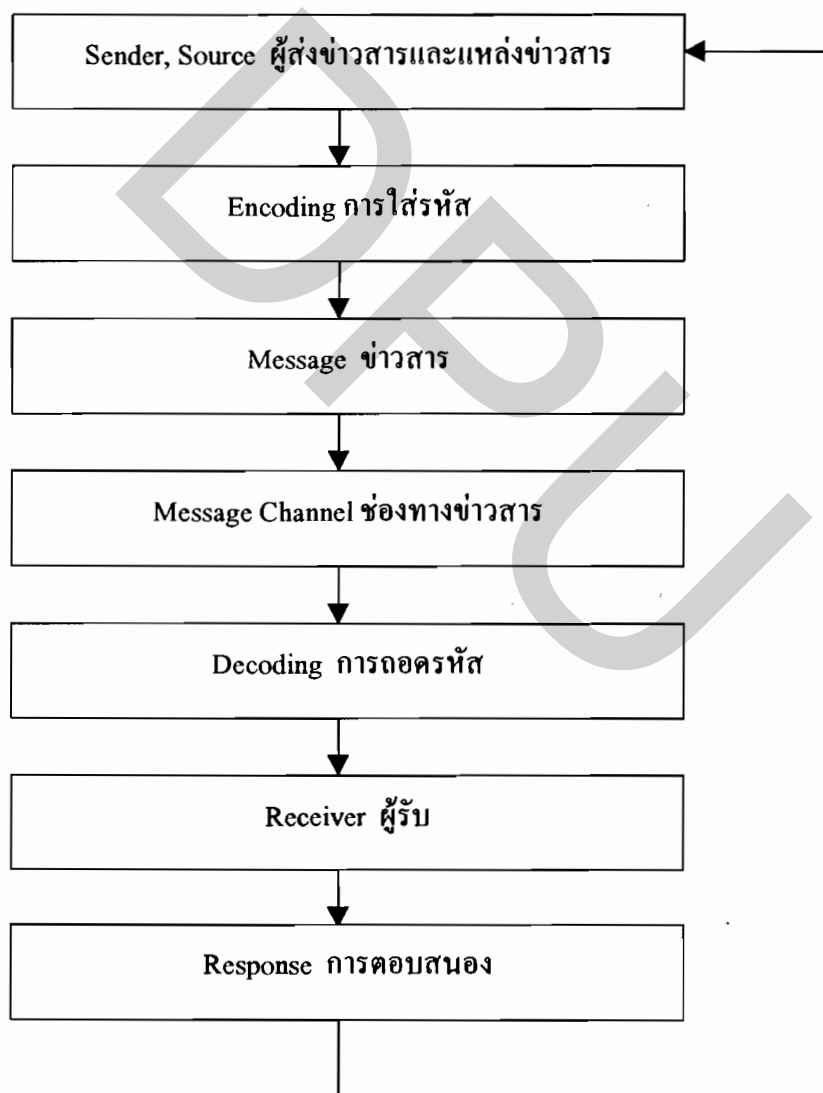 Sender, Source ผู้ส่งข่าวสารและแหล่งข่าวสาร
Encoding การใส่รหัส
Message ข่าวสาร
Message Channel ช่องทางข่าวสาร
Decoding การถอดรหัส
Receiver ผู้รับ
Response การตอบสนอง
DPU